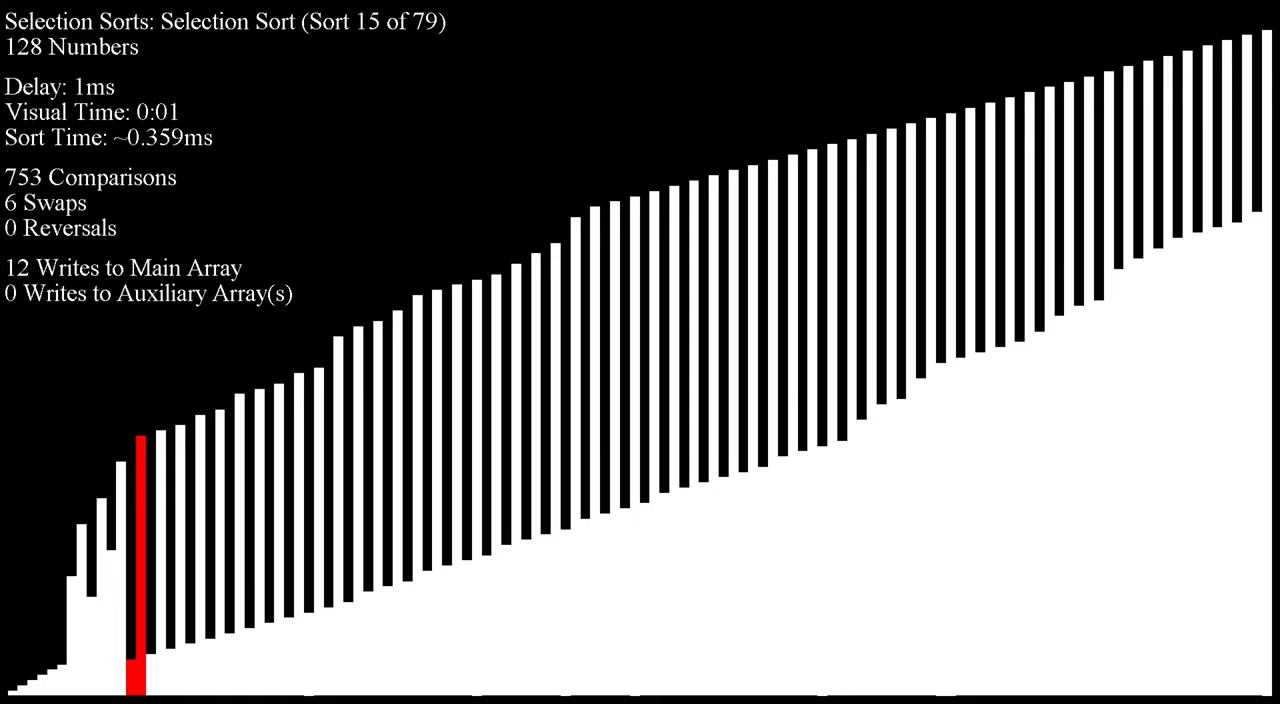 Selection Sorts: Selection Sort (Sort 15 of 79)
128 Numbers
Delay: 1ms
Visual Time: 0:01
Sort Time: ~0.359ms
753 Comparisons
6 Swaps
0 Reversals
12 Writes to Main Array
0 Writes to Auxiliary Array(s)